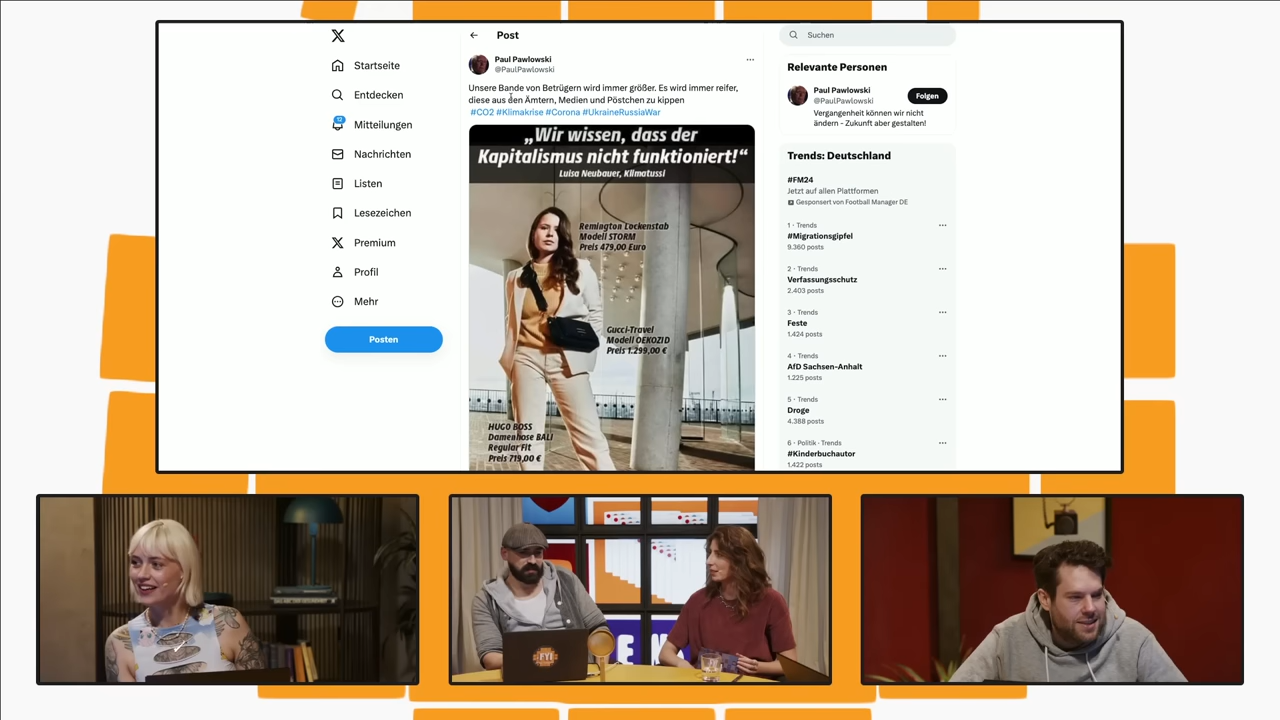 Startseite
Entdecken
12
Mitteilungen
Nachrichten
Listen
Lesezeichen
Premium
Profil
Mehr
Posten
Post
Paul Pawlowski
@PaulPawlowski
Unsere Bande von Betrügern wird immer größer. Es wird immer reifer,
diese aus den Ämtern, Medien und Pöstchen zu kippen
#CO2 #Klimakrise #Corona #UkraineRussiaWar
„Wir wissen, dass der
Kapitalismus nicht funktioniert!“
Luisa Neubauer, Klimatussi
Remington Lockenstab
Modell STORM
Preis 479,00 Euro
Gucci-Travel
Modell OEKOZID
Preis 1.299,00 €
HUGO BOSS
Damenhose BALI
Regular Fit
Preis 719,00 €
Suchen
Relevante Personen
Paul Pawlowski
@PaulPawlowski
Folgen
Vergangenheit können wir nicht
ändern - Zukunft aber gestalten!
Trends: Deutschland
#FM24
Jetzt auf allen Plattformen
Gesponsert von Football Manager DE
1 · Trends
#Migrationsgipfel
9.360 posts
2 · Trends
Verfassungsschutz
2.403 posts
3 · Trends
Feste
1.424 posts
4 · Trends
AfD Sachsen-Anhalt
1.225 posts
5 · Trends
Droge
4.388 posts
6 · Politik · Trends
#Kinderbuchautor
1.422 posts
FYI